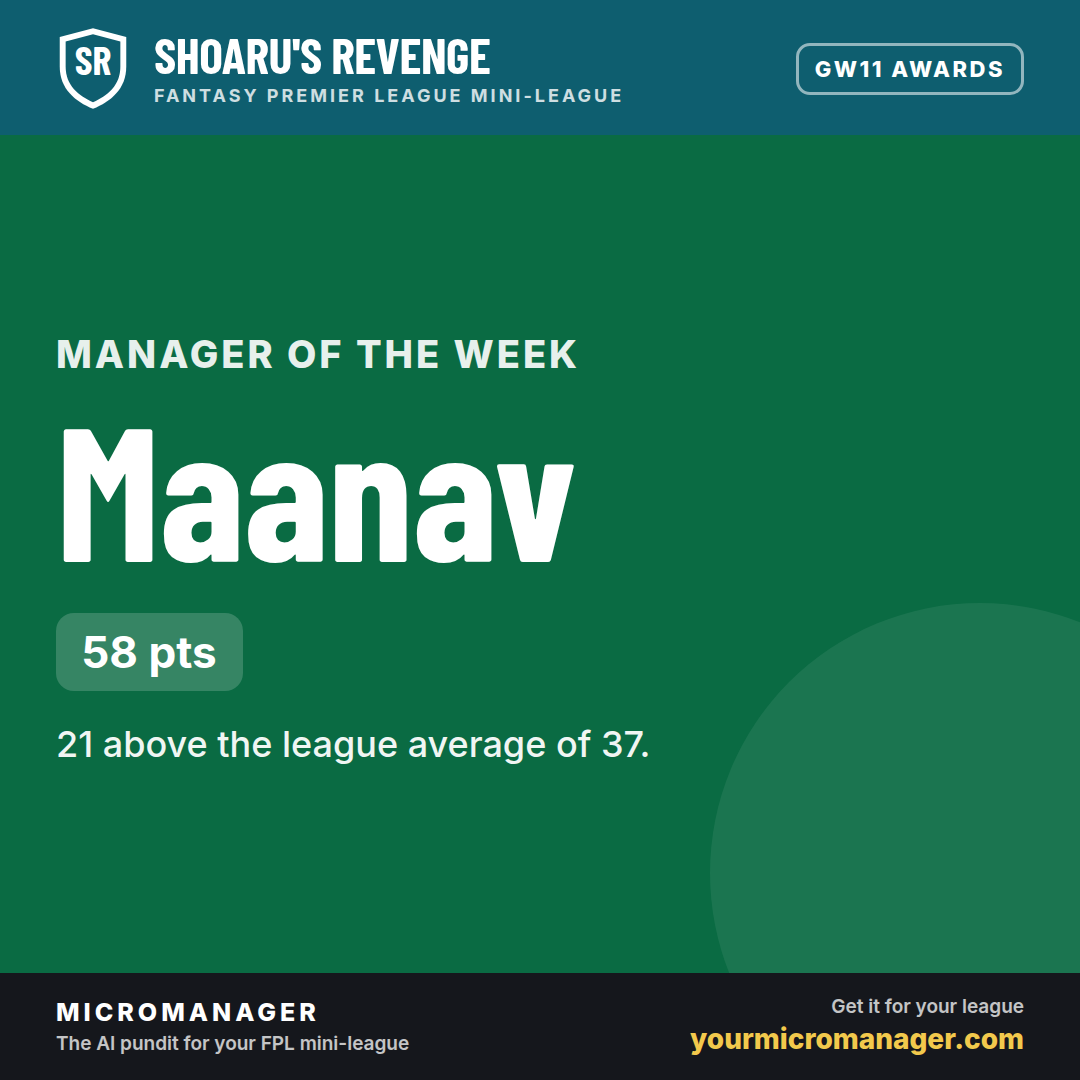 SR
SHOARU'S REVENGE
FANTASY PREMIER LEAGUE MINI-LEAGUE
GW11 AWARDS
MANAGER OF THE WEEK
Maanav
58 pts
21 above the league average of 37.
MICROMANAGER
The AI pundit for your FPL mini-league
Get it for your league
yourmicromanager.com